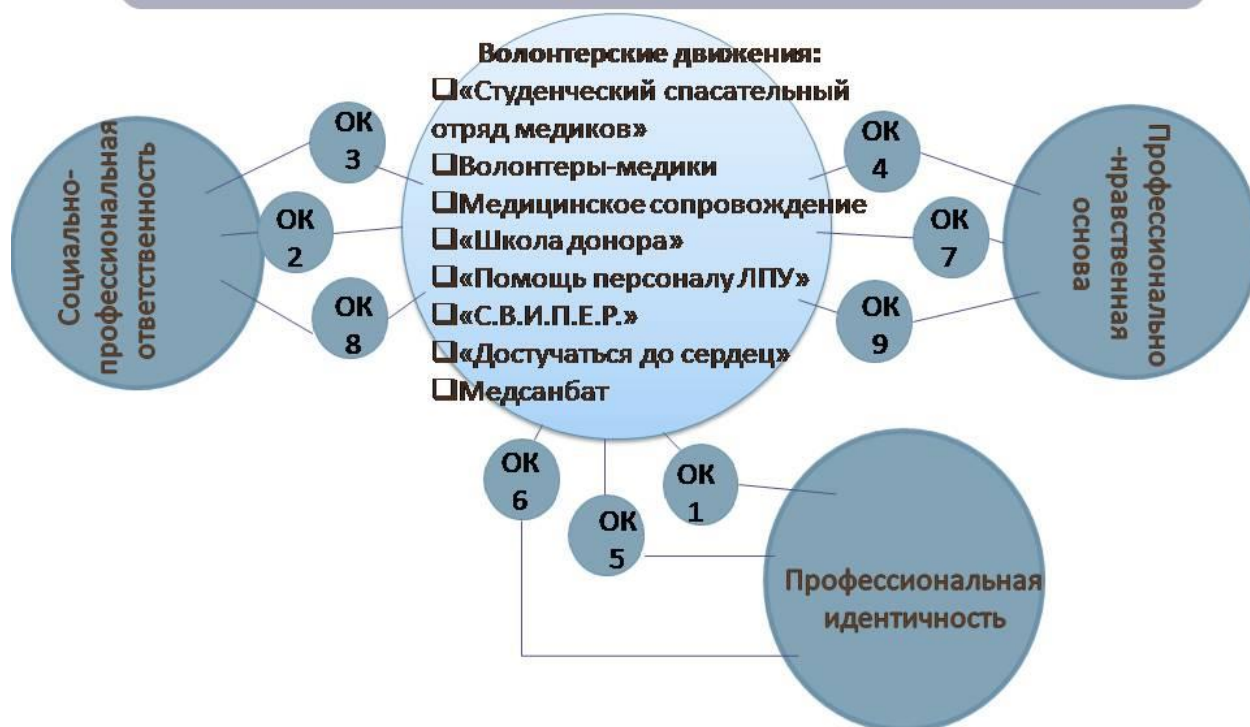 Волонтерские движения:
❑«Студенческий спасательный
отряд медиков»
❑Волонтеры-медики
❑Медицинское сопровождение
❑«Школа донора»
❑«Помощь персоналу ЛПУ»
❑«С.В.И.П.Е.Р.»
❑«Достучаться до сердец»
❑Медсанбат
Социально-
профессиональная
ответственность
ОК
3
ОК
2
ОК
8
ОК
4
ОК
7
ОК
9
Профессионально
-нравственная
основа
ОК
6
ОК
5
ОК
1
Профессиональная
идентичность